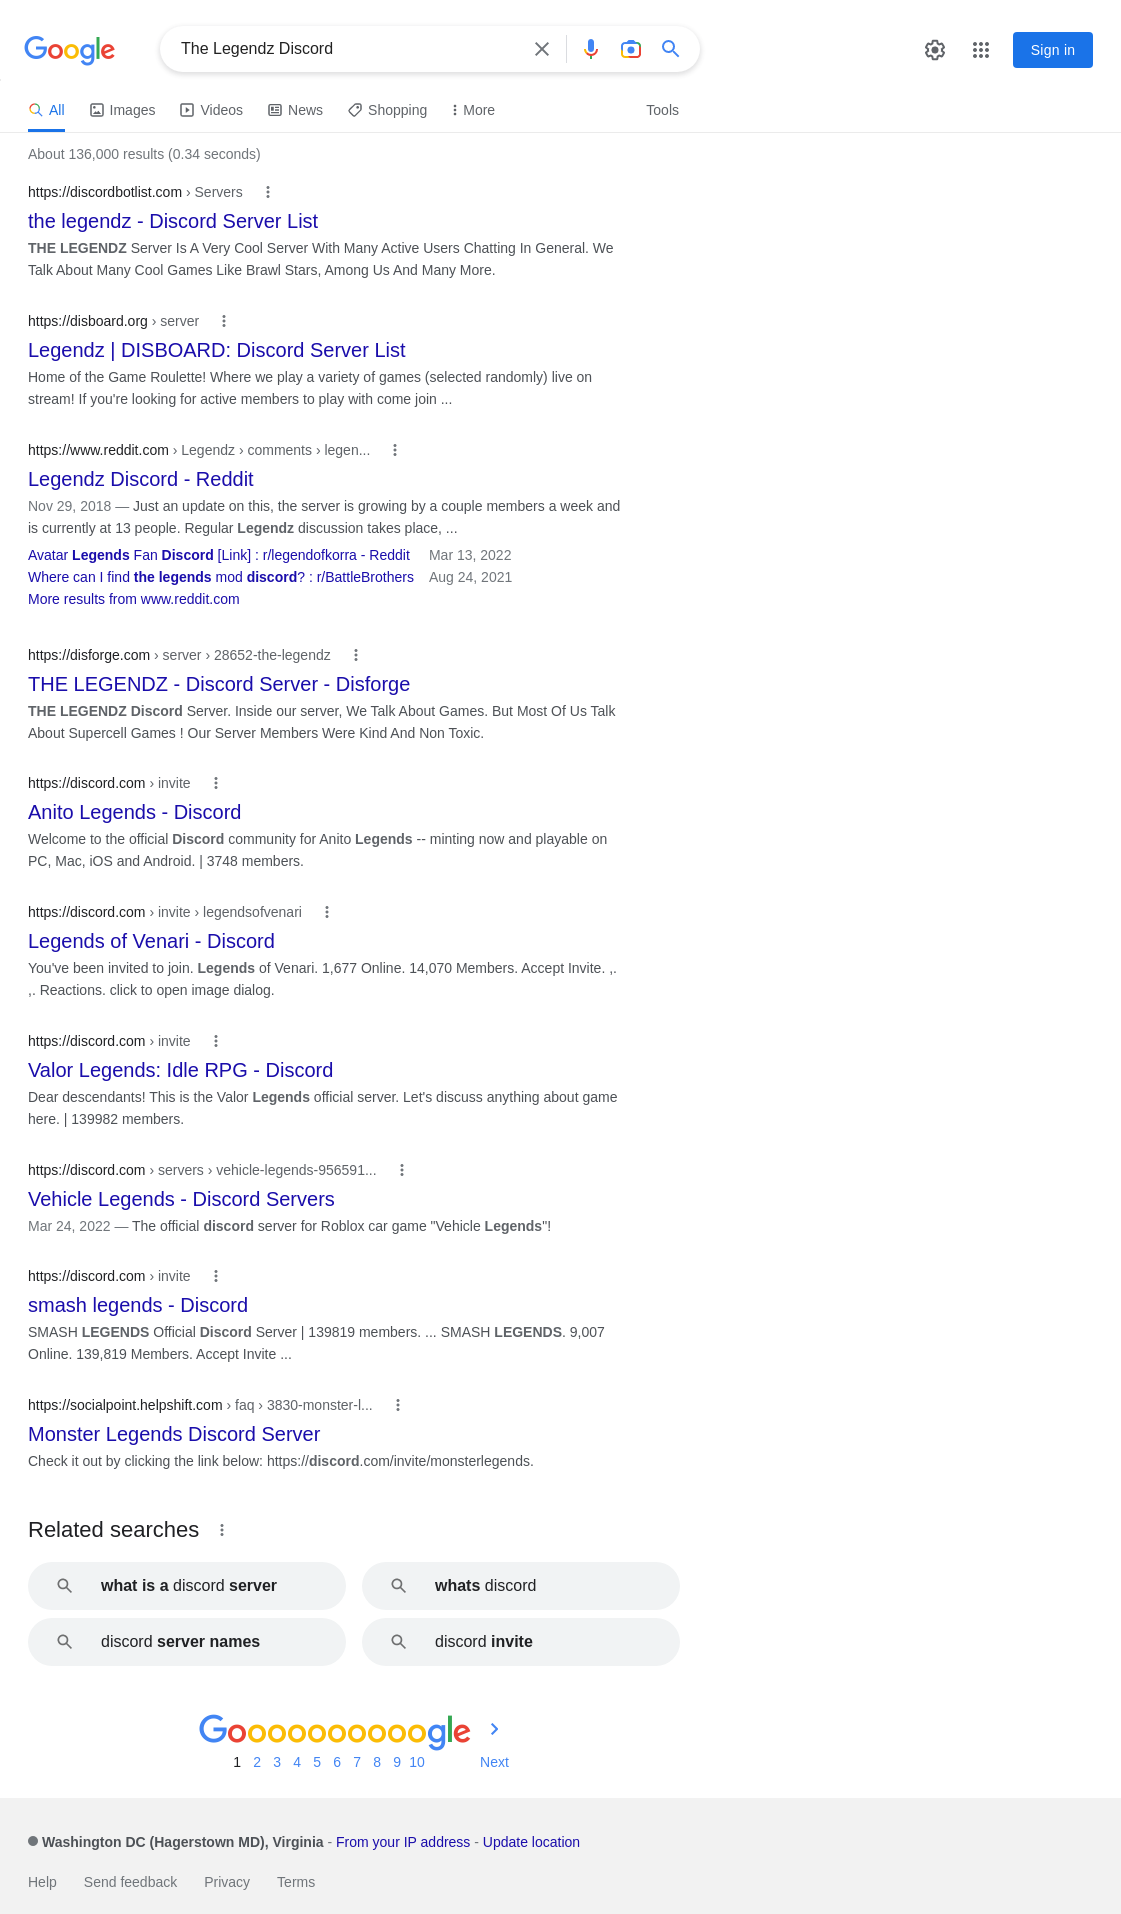 Google
The Legendz Discord
Sign in
All Images Videos News Shopping More Tools
About 136,000 results (0.34 seconds)
https://discordbotlist.com › Servers
the legendz - Discord Server List
THE LEGENDZ Server Is A Very Cool Server With Many Active Users Chatting In General. We
Talk About Many Cool Games Like Brawl Stars, Among Us And Many More.
https://disboard.org › server
Legendz | DISBOARD: Discord Server List
Home of the Game Roulette! Where we play a variety of games (selected randomly) live on
stream! If you're looking for active members to play with come join ...
https://www.reddit.com › Legendz › comments › legen...
Legendz Discord - Reddit
Nov 29, 2018 — Just an update on this, the server is growing by a couple members a week and
is currently at 13 people. Regular Legendz discussion takes place, ...
Avatar Legends Fan Discord [Link] : r/legendofkorra - Reddit Mar 13, 2022
Where can I find the legends mod discord? : r/BattleBrothers Aug 24, 2021
More results from www.reddit.com
https://disforge.com › server › 28652-the-legendz
THE LEGENDZ - Discord Server - Disforge
THE LEGENDZ Discord Server. Inside our server, We Talk About Games. But Most Of Us Talk
About Supercell Games ! Our Server Members Were Kind And Non Toxic.
https://discord.com › invite
Anito Legends - Discord
Welcome to the official Discord community for Anito Legends -- minting now and playable on
PC, Mac, iOS and Android. | 3748 members.
https://discord.com › invite › legendsofvenari
Legends of Venari - Discord
You've been invited to join. Legends of Venari. 1,677 Online. 14,070 Members. Accept Invite. ,.
,. Reactions. click to open image dialog.
https://discord.com › invite
Valor Legends: Idle RPG - Discord
Dear descendants! This is the Valor Legends official server. Let's discuss anything about game
here. | 139982 members.
https://discord.com › servers › vehicle-legends-956591...
Vehicle Legends - Discord Servers
Mar 24, 2022 — The official discord server for Roblox car game "Vehicle Legends"!
https://discord.com › invite
smash legends - Discord
SMASH LEGENDS Official Discord Server | 139819 members. ... SMASH LEGENDS. 9,007
Online. 139,819 Members. Accept Invite ...
https://socialpoint.helpshift.com › faq › 3830-monster-l...
Monster Legends Discord Server
Check it out by clicking the link below: https://discord.com/invite/monsterlegends.
Related searches
what is a discord server
whats discord
discord server names
discord invite
Goooooooooogle
1 2 3 4 5 6 7 8 9 10 Next
Washington DC (Hagerstown MD), Virginia - From your IP address - Update location
Help Send feedback Privacy Terms